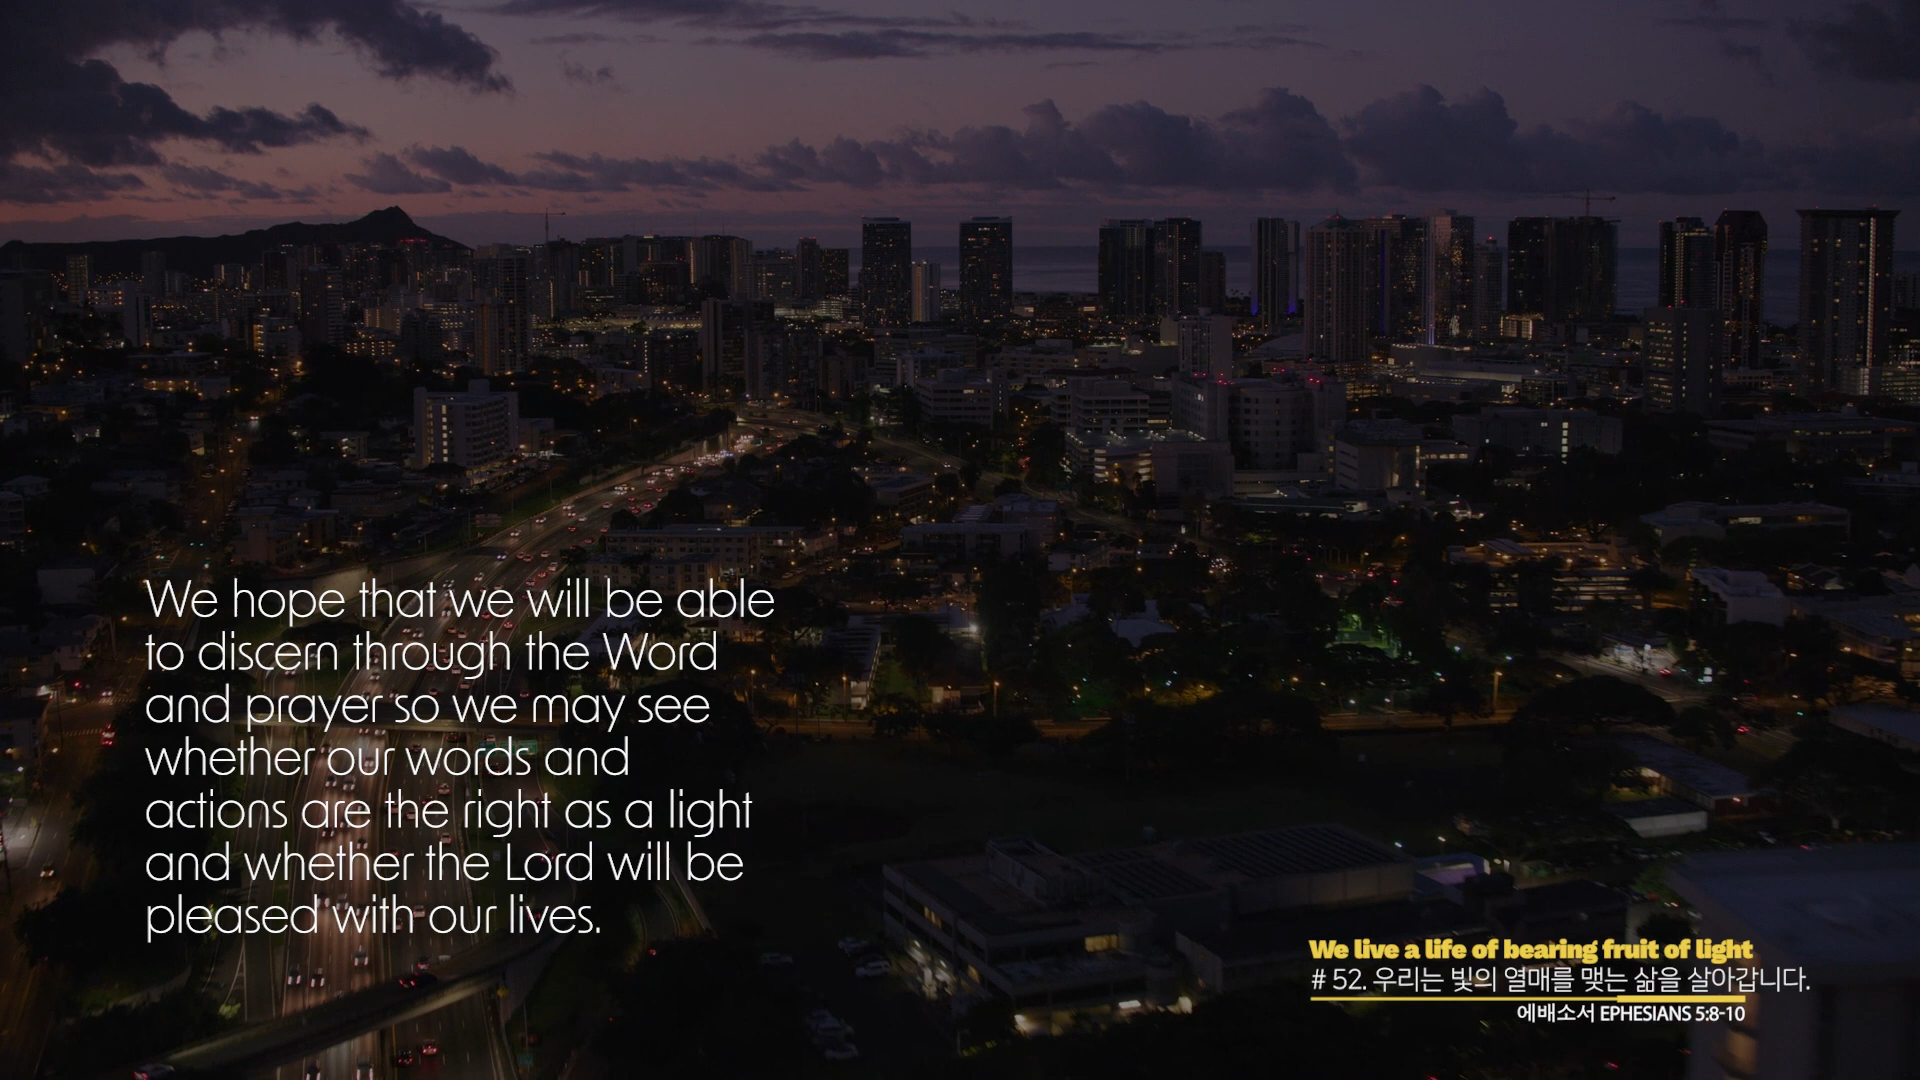 We hope that we will be able
to discern through the Word
and prayer so we may see
whether our words and
actions are the right as a light
and whether the Lord will be
pleased with our lives.
We live a life of bearing fruit of light
# 52. 우리는 빛의 열매를 맺는 삶을 살아갑니다.
에배소서 EPHESIANS 5:8-10